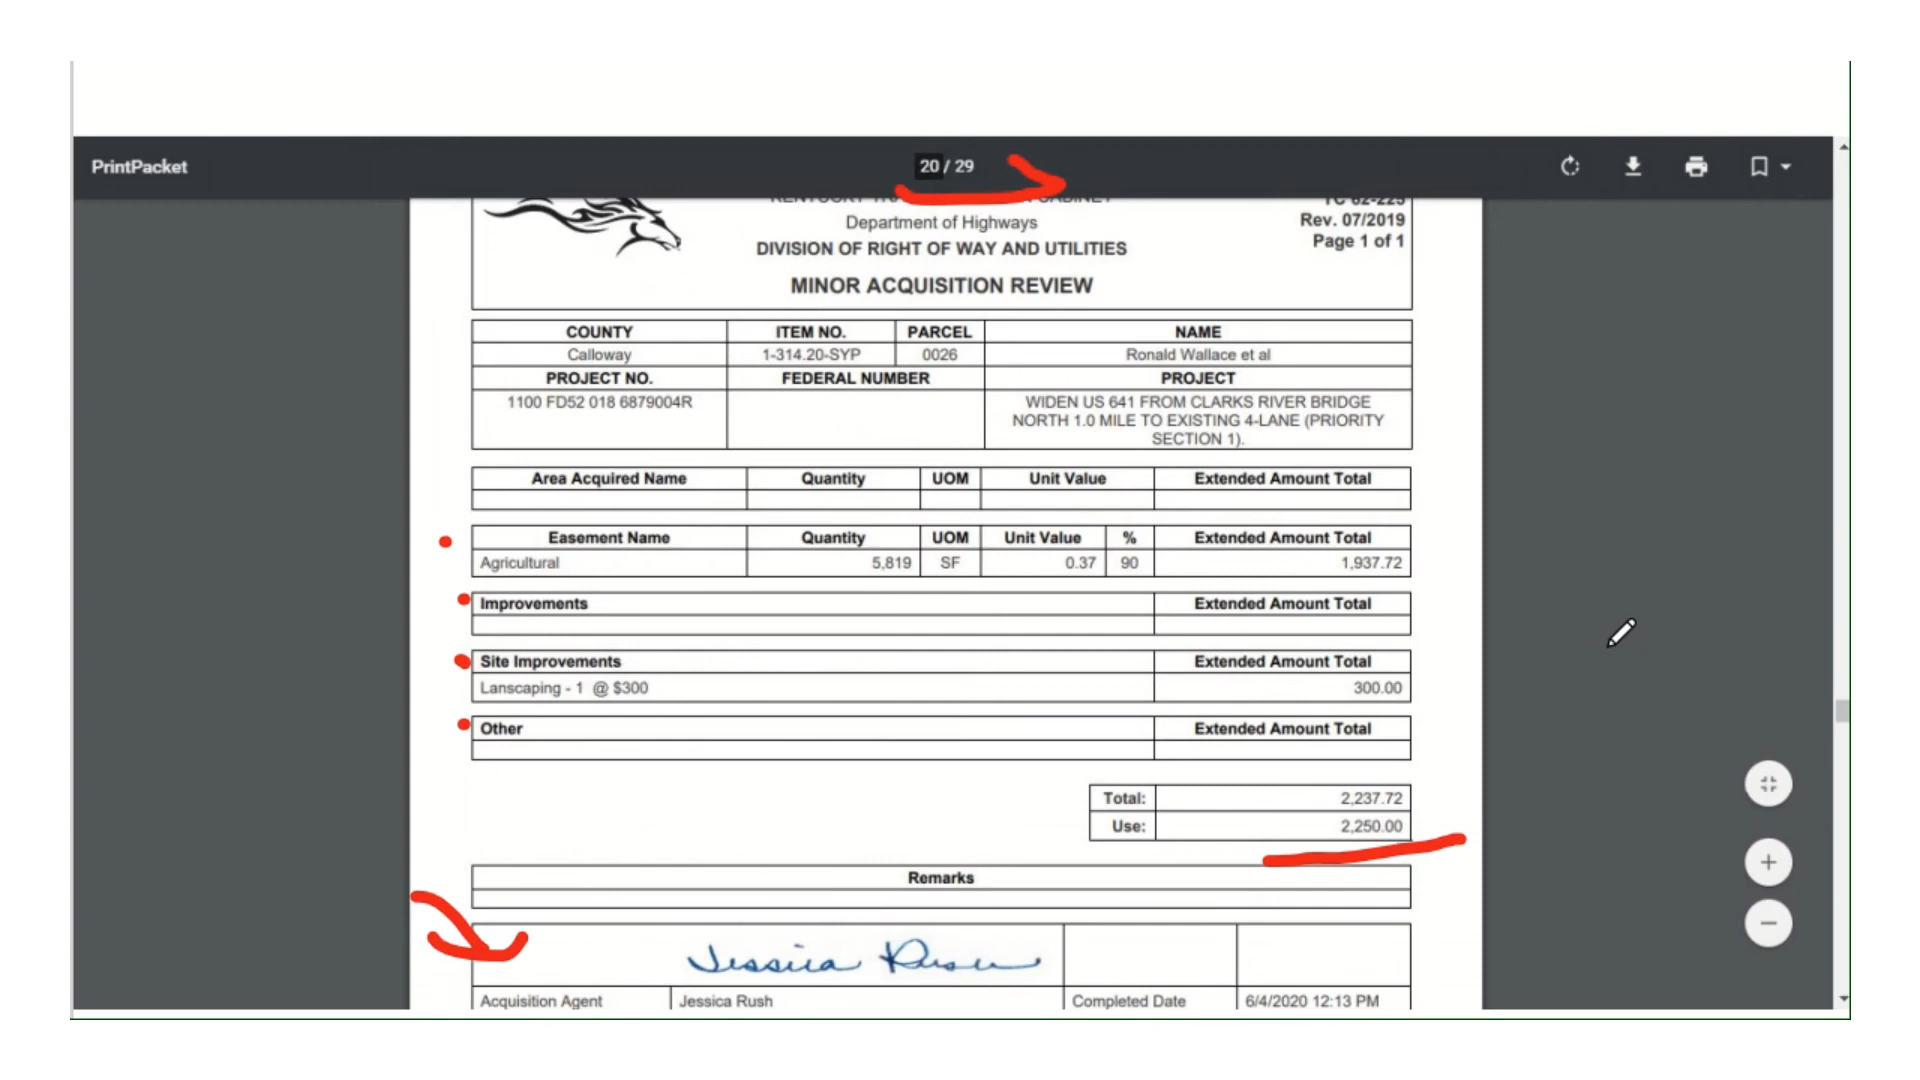 PrintPacket
20 / 29
Department of Highways
DIVISION OF RIGHT OF WAY AND UTILITIES
MINOR ACQUISITION REVIEW
TC 62-225
Rev. 07/2019
Page 1 of 1
COUNTY ITEM NO. PARCEL NAME
Calloway 1-314.20-SYP 0026 Ronald Wallace et al
PROJECT NO. FEDERAL NUMBER PROJECT
1100 FD52 018 6879004R WIDEN US 641 FROM CLARKS RIVER BRIDGE
NORTH 1.0 MILE TO EXISTING 4-LANE (PRIORITY
SECTION 1).
Area Acquired Name Quantity UOM Unit Value Extended Amount Total
Easement Name Quantity UOM Unit Value % Extended Amount Total
Agricultural 5,819 SF 0.37 90 1,937.72
Improvements Extended Amount Total
Site Improvements Extended Amount Total
Lanscaping - 1 @ $300 300.00
Other Extended Amount Total
Total: 2,237.72
Use: 2,250.00
Remarks
Jessica Rush
Acquisition Agent Jessica Rush Completed Date 6/4/2020 12:13 PM